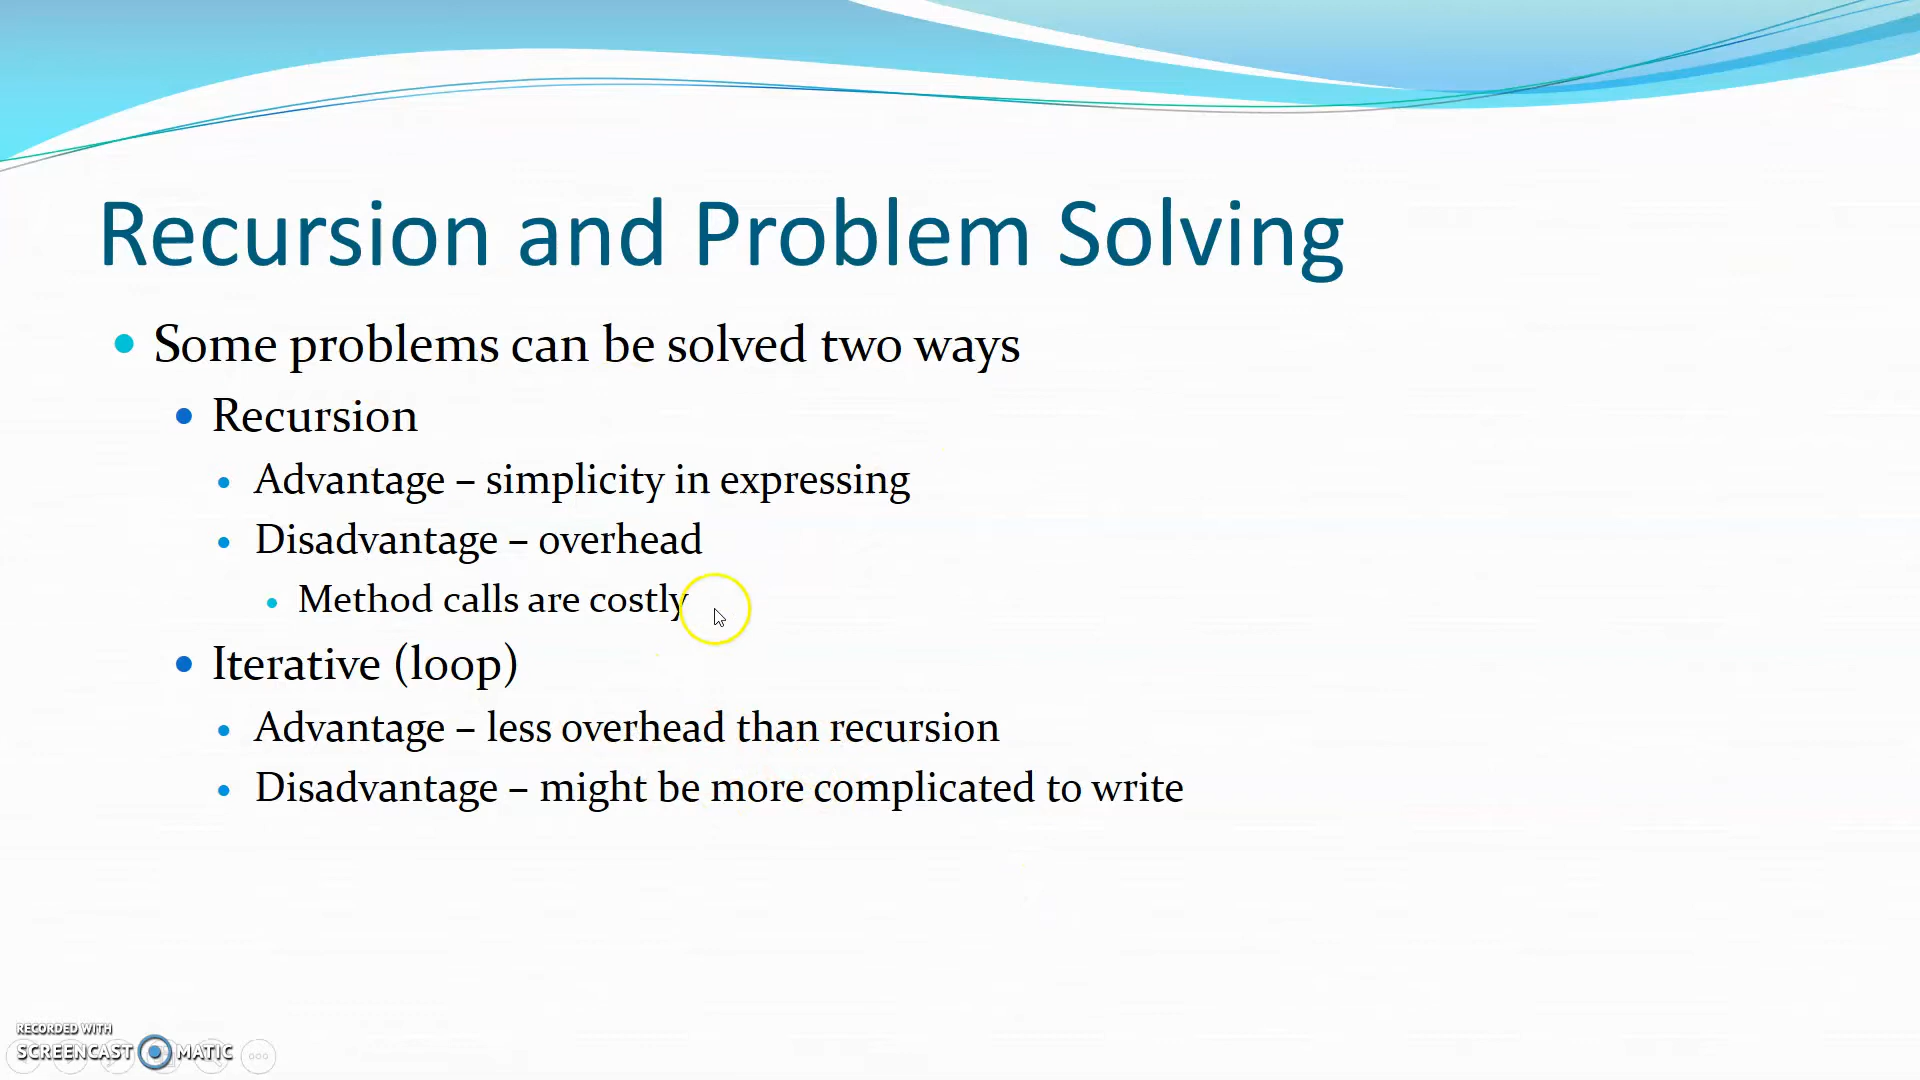 Recursion and Problem Solving
Some problems can be solved two ways
Recursion
Advantage – simplicity in expressing
Disadvantage – overhead
Method calls are costly
Iterative (loop)
Advantage – less overhead than recursion
Disadvantage – might be more complicated to write
RECORDED WITH
SCREENCAST MATIC